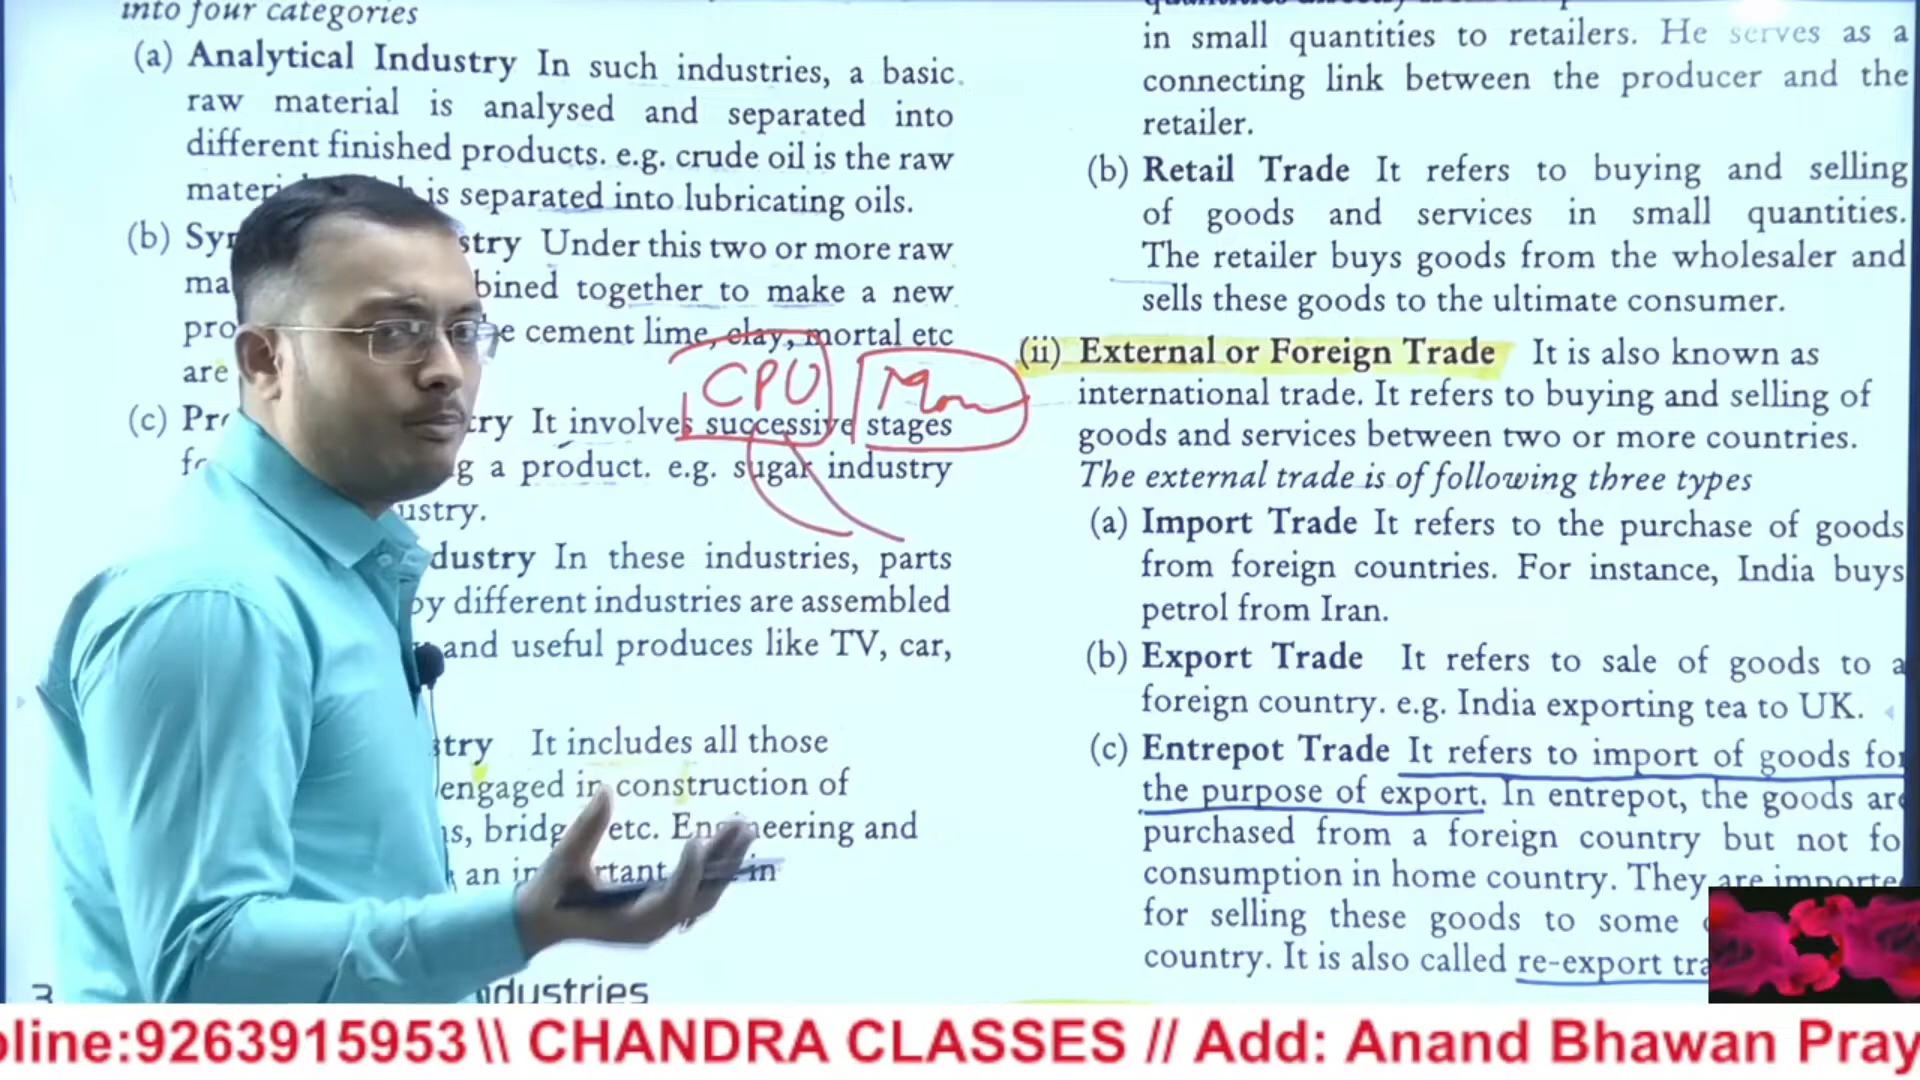 into four categories
(a) Analytical Industry In such industries, a basic
raw material is analysed and separated into
different finished products. e.g. crude oil is the raw
is separated into lubricating oils.
(b) stry Under this two or more raw
ma bined together to make a new
pro cement lime, clay, mortal etc
are
CPU
(c) It involves successive stages
g a product. e.g. sugar industry
ustry.
dustry In these industries, parts
by different industries are assembled
and useful produces like TV, car,
stry It includes all those
engaged in construction of
etc. Engineering and
an in
3 dustries
in small quantities to retailers. He serves as a
connecting link between the producer and the
retailer.
(b) Retail Trade It refers to buying and selling
of goods and services in small quantities.
The retailer buys goods from the wholesaler and
sells these goods to the ultimate consumer.
(ii) External or Foreign Trade It is also known as
international trade. It refers to buying and selling of
goods and services between two or more countries.
The external trade is of following three types
(a) Import Trade It refers to the purchase of goods
from foreign countries. For instance, India buys
petrol from Iran.
(b) Export Trade It refers to sale of goods to a
foreign country. e.g. India exporting tea to UK.
(c) Entrepot Trade It refers to import of goods for
the purpose of export. In entrepot, the goods are
purchased from a foreign country but not fo
consumption in home country. They are importe
for selling these goods to some
country. It is also called re-export tra
pline:9263915953 \\ CHANDRA CLASSES // Add: Anand Bhawan Pray